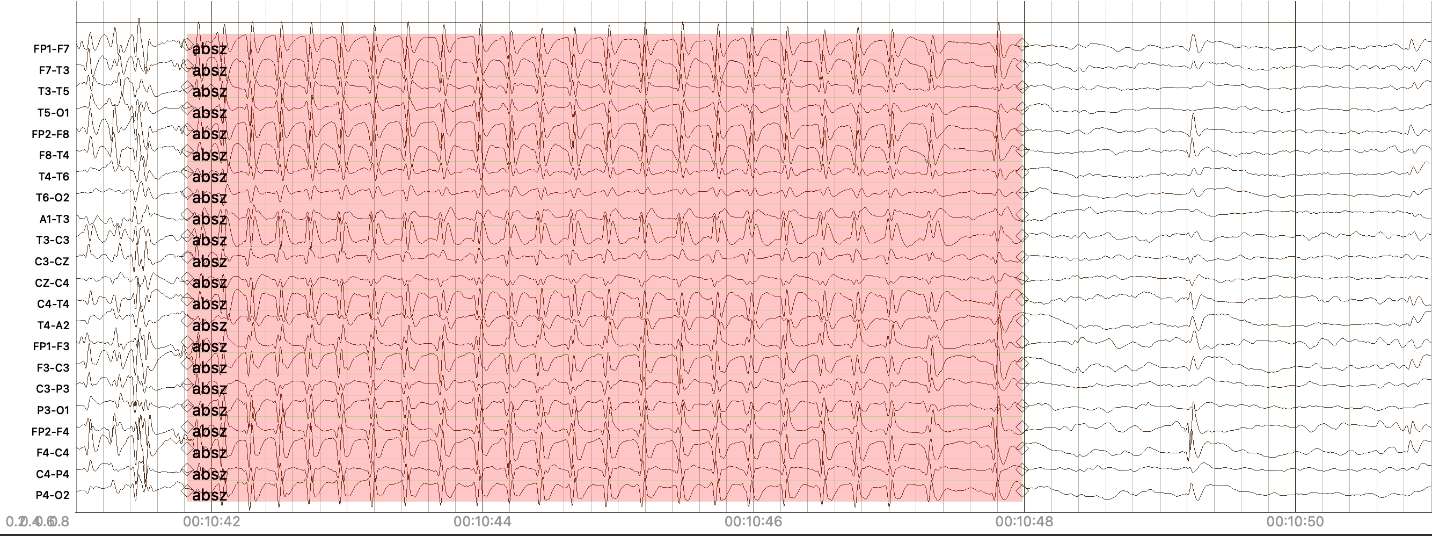 FP1-F7 absz
F7-T3 absz
T3-T5 absz
T5-O1 absz
FP2-F8 absz
F8-T4 absz
T4-T6 absz
T6-O2 absz
A1-T3 absz
T3-C3 absz
C3-CZ absz
CZ-C4 absz
C4-T4 absz
T4-A2 absz
FP1-F3 absz
F3-C3 absz
C3-P3 absz
P3-O1 absz
FP2-F4 absz
F4-C4 absz
C4-P4 absz
P4-O2 absz
00:10:42 00:10:44 00:10:46 00:10:48 00:10:50